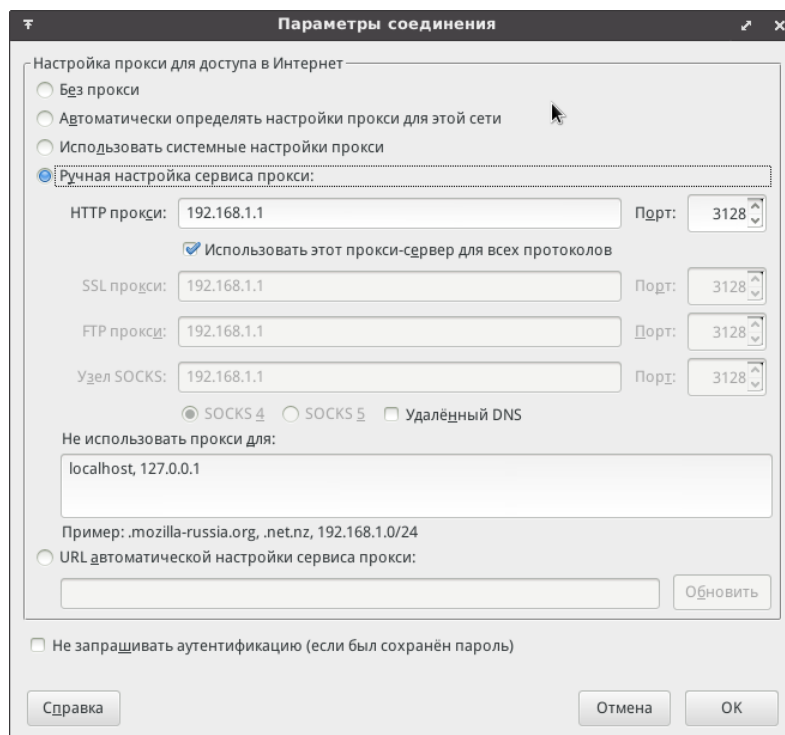 Параметры соединения
Настройка прокси для доступа в Интернет
Без прокси
Автоматически определять настройки прокси для этой сети
Использовать системные настройки прокси
Ручная настройка сервиса прокси:
HTTP прокси: 192.168.1.1 Порт: 3128
Использовать этот прокси-сервер для всех протоколов
SSL прокси: 192.168.1.1 Порт: 3128
FTP прокси: 192.168.1.1 Порт: 3128
Узел SOCKS: 192.168.1.1 Порт: 3128
SOCKS 4 SOCKS 5 Удалённый DNS
Не использовать прокси для:
localhost, 127.0.0.1
Пример: .mozilla-russia.org, .net.nz, 192.168.1.0/24
URL автоматической настройки сервиса прокси:
Обновить
Не запрашивать аутентификацию (если был сохранён пароль)
Справка Отмена OK